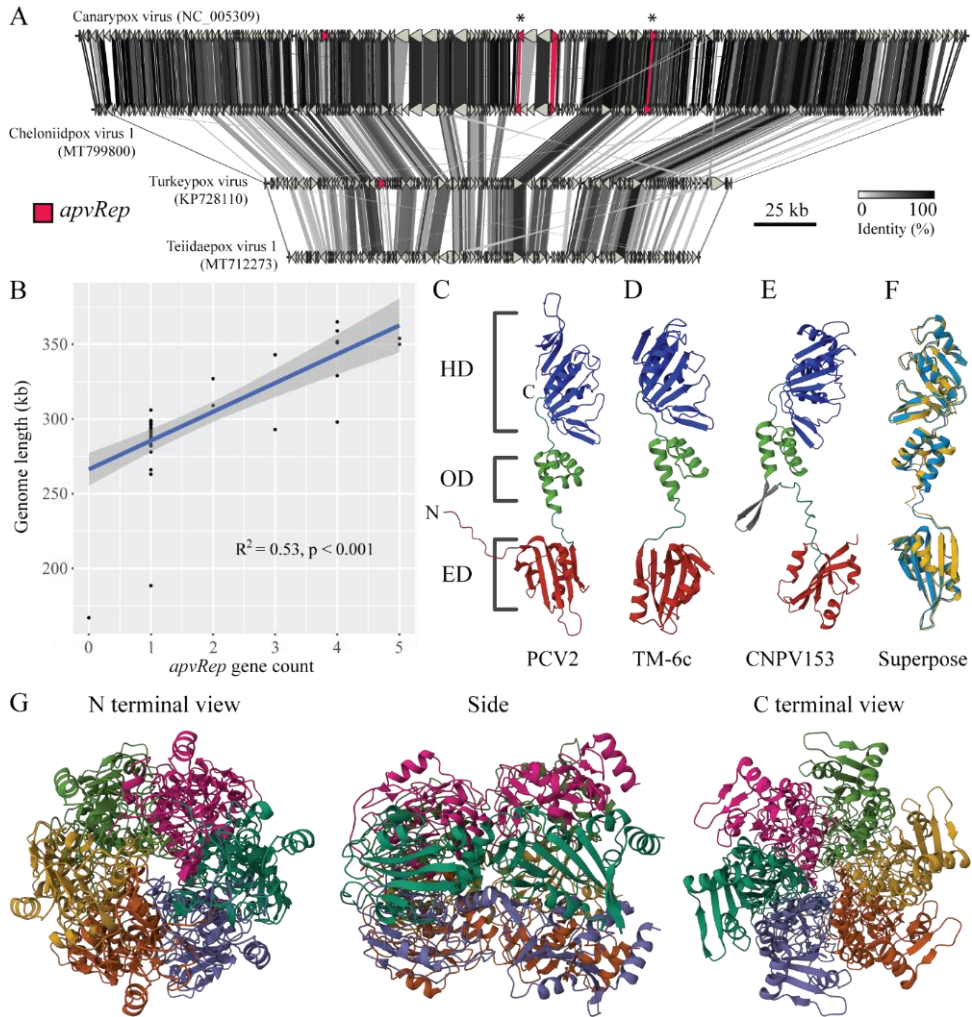 A
Canarypox virus (NC_005309)
*
*
Cheloniidpox virus 1
(MT799800)
Turkeypox virus
(KP728110)
apvRep
25 kb
0 100
Identity (%)
Teiidaepox virus 1
(MT712273)
B
Genome length (kb)
350
300
250
200
R² = 0.53, p < 0.001
0 1 2 3 4 5
apvRep gene count
C
D
E
F
HD
C
OD
N
ED
PCV2
TM-6c
CNPV153
Superpose
G
N terminal view
Side
C terminal view